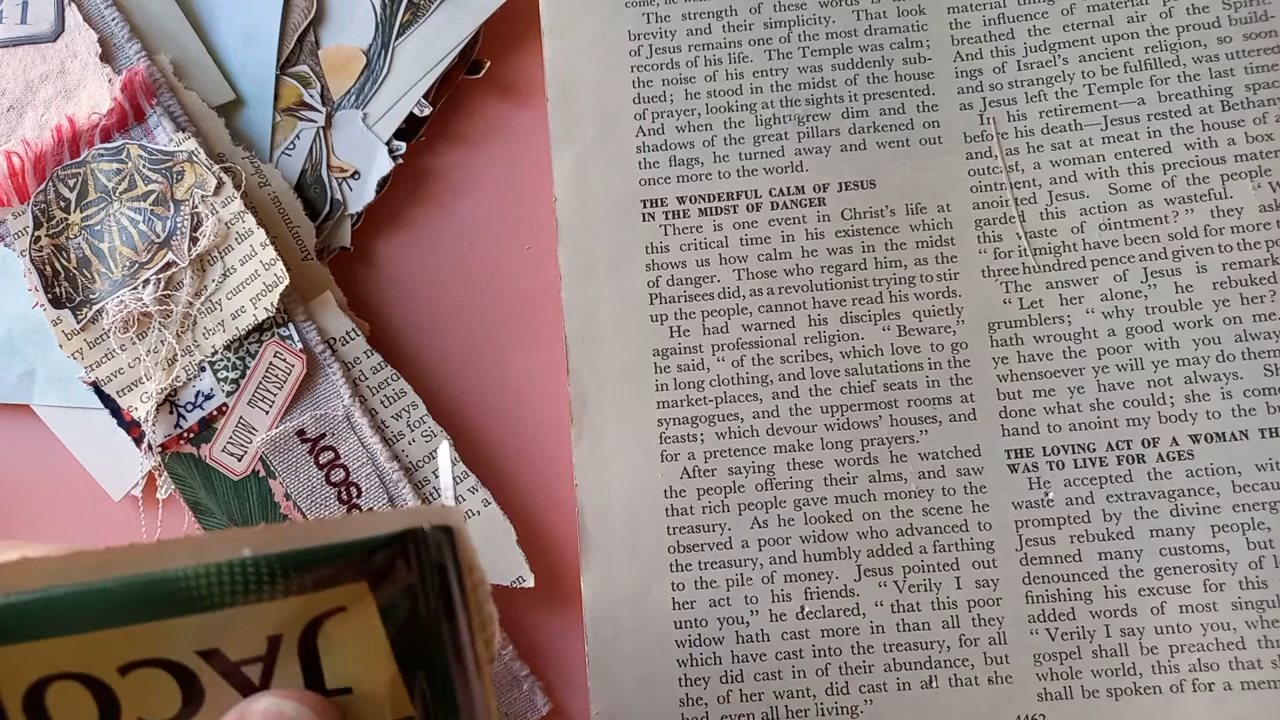 41
Anonymous. Robert
KNOW THYSELF
JACO
The strength of these words is
brevity and their simplicity. That look
of Jesus remains one of the most dramatic
records of his life. The Temple was calm;
the noise of his entry was suddenly sub-
dued; he stood in the midst of the house
of prayer, looking at the sights it presented.
And when the light grew dim and the
shadows of the great pillars darkened on
the flags, he turned away and went out
once more to the world.
THE WONDERFUL CALM OF JESUS
IN THE MIDST OF DANGER
There is one event in Christ's life at
this critical time in his existence which
shows us how calm he was in the midst
of danger. Those who regard him, as the
Pharisees did, as a revolutionist trying to stir
up the people, cannot have read his words.
He had warned his disciples quietly
against professional religion. “Beware,”
he said, “of the scribes, which love to go
in long clothing, and love salutations in the
market-places, and the chief seats in the
synagogues, and the uppermost rooms at
feasts; which devour widows' houses, and
for a pretence make long prayers.”
After saying these words he watched
the people offering their alms, and saw
that rich people gave much money to the
treasury. As he looked on the scene he
observed a poor widow who advanced to
the treasury, and humbly added a farthing
to the pile of money. Jesus pointed out
her act to his friends. “Verily I say
unto you,” he declared, “that this poor
widow hath cast more in than all they
which have cast into the treasury, for all
they did cast in of their abundance, but
she, of her want, did cast in all that she
had, even all her living.”
the influence of material
breathed the eternal air of the Spirit.
And this judgment upon the proud build-
ings of Israel's ancient religion, so soon
and so strangely to be fulfilled, was uttered
as Jesus left the Temple for the last time
In his retirement—a breathing spac
before his death—Jesus rested at Bethan
and, as he sat at meat in the house of
outcast, a woman entered with a box
ointment, and with this precious
anointed Jesus. Some of the people
garded this action as wasteful.
this waste of ointment?” they
“for it might have been sold for more
three hundred pence and given to the
The answer of Jesus is
“Let her alone,” he rebuked
grumblers; “why trouble ye her?
hath wrought a good work on me.
ye have the poor with you
whensoever ye will ye may do them
but me ye have not always.
done what she could; she is
hand to anoint my body to the
THE LOVING ACT OF A WOMAN
WAS TO LIVE FOR AGES
He accepted the action,
waste and extravagance,
prompted by the divine
Jesus rebuked many people,
demned many customs, but
denounced the generosity of
finishing his excuse for this
added words of most
“Verily I say unto you,
gospel shall be preached
whole world, this also that
shall be spoken of for a
4462